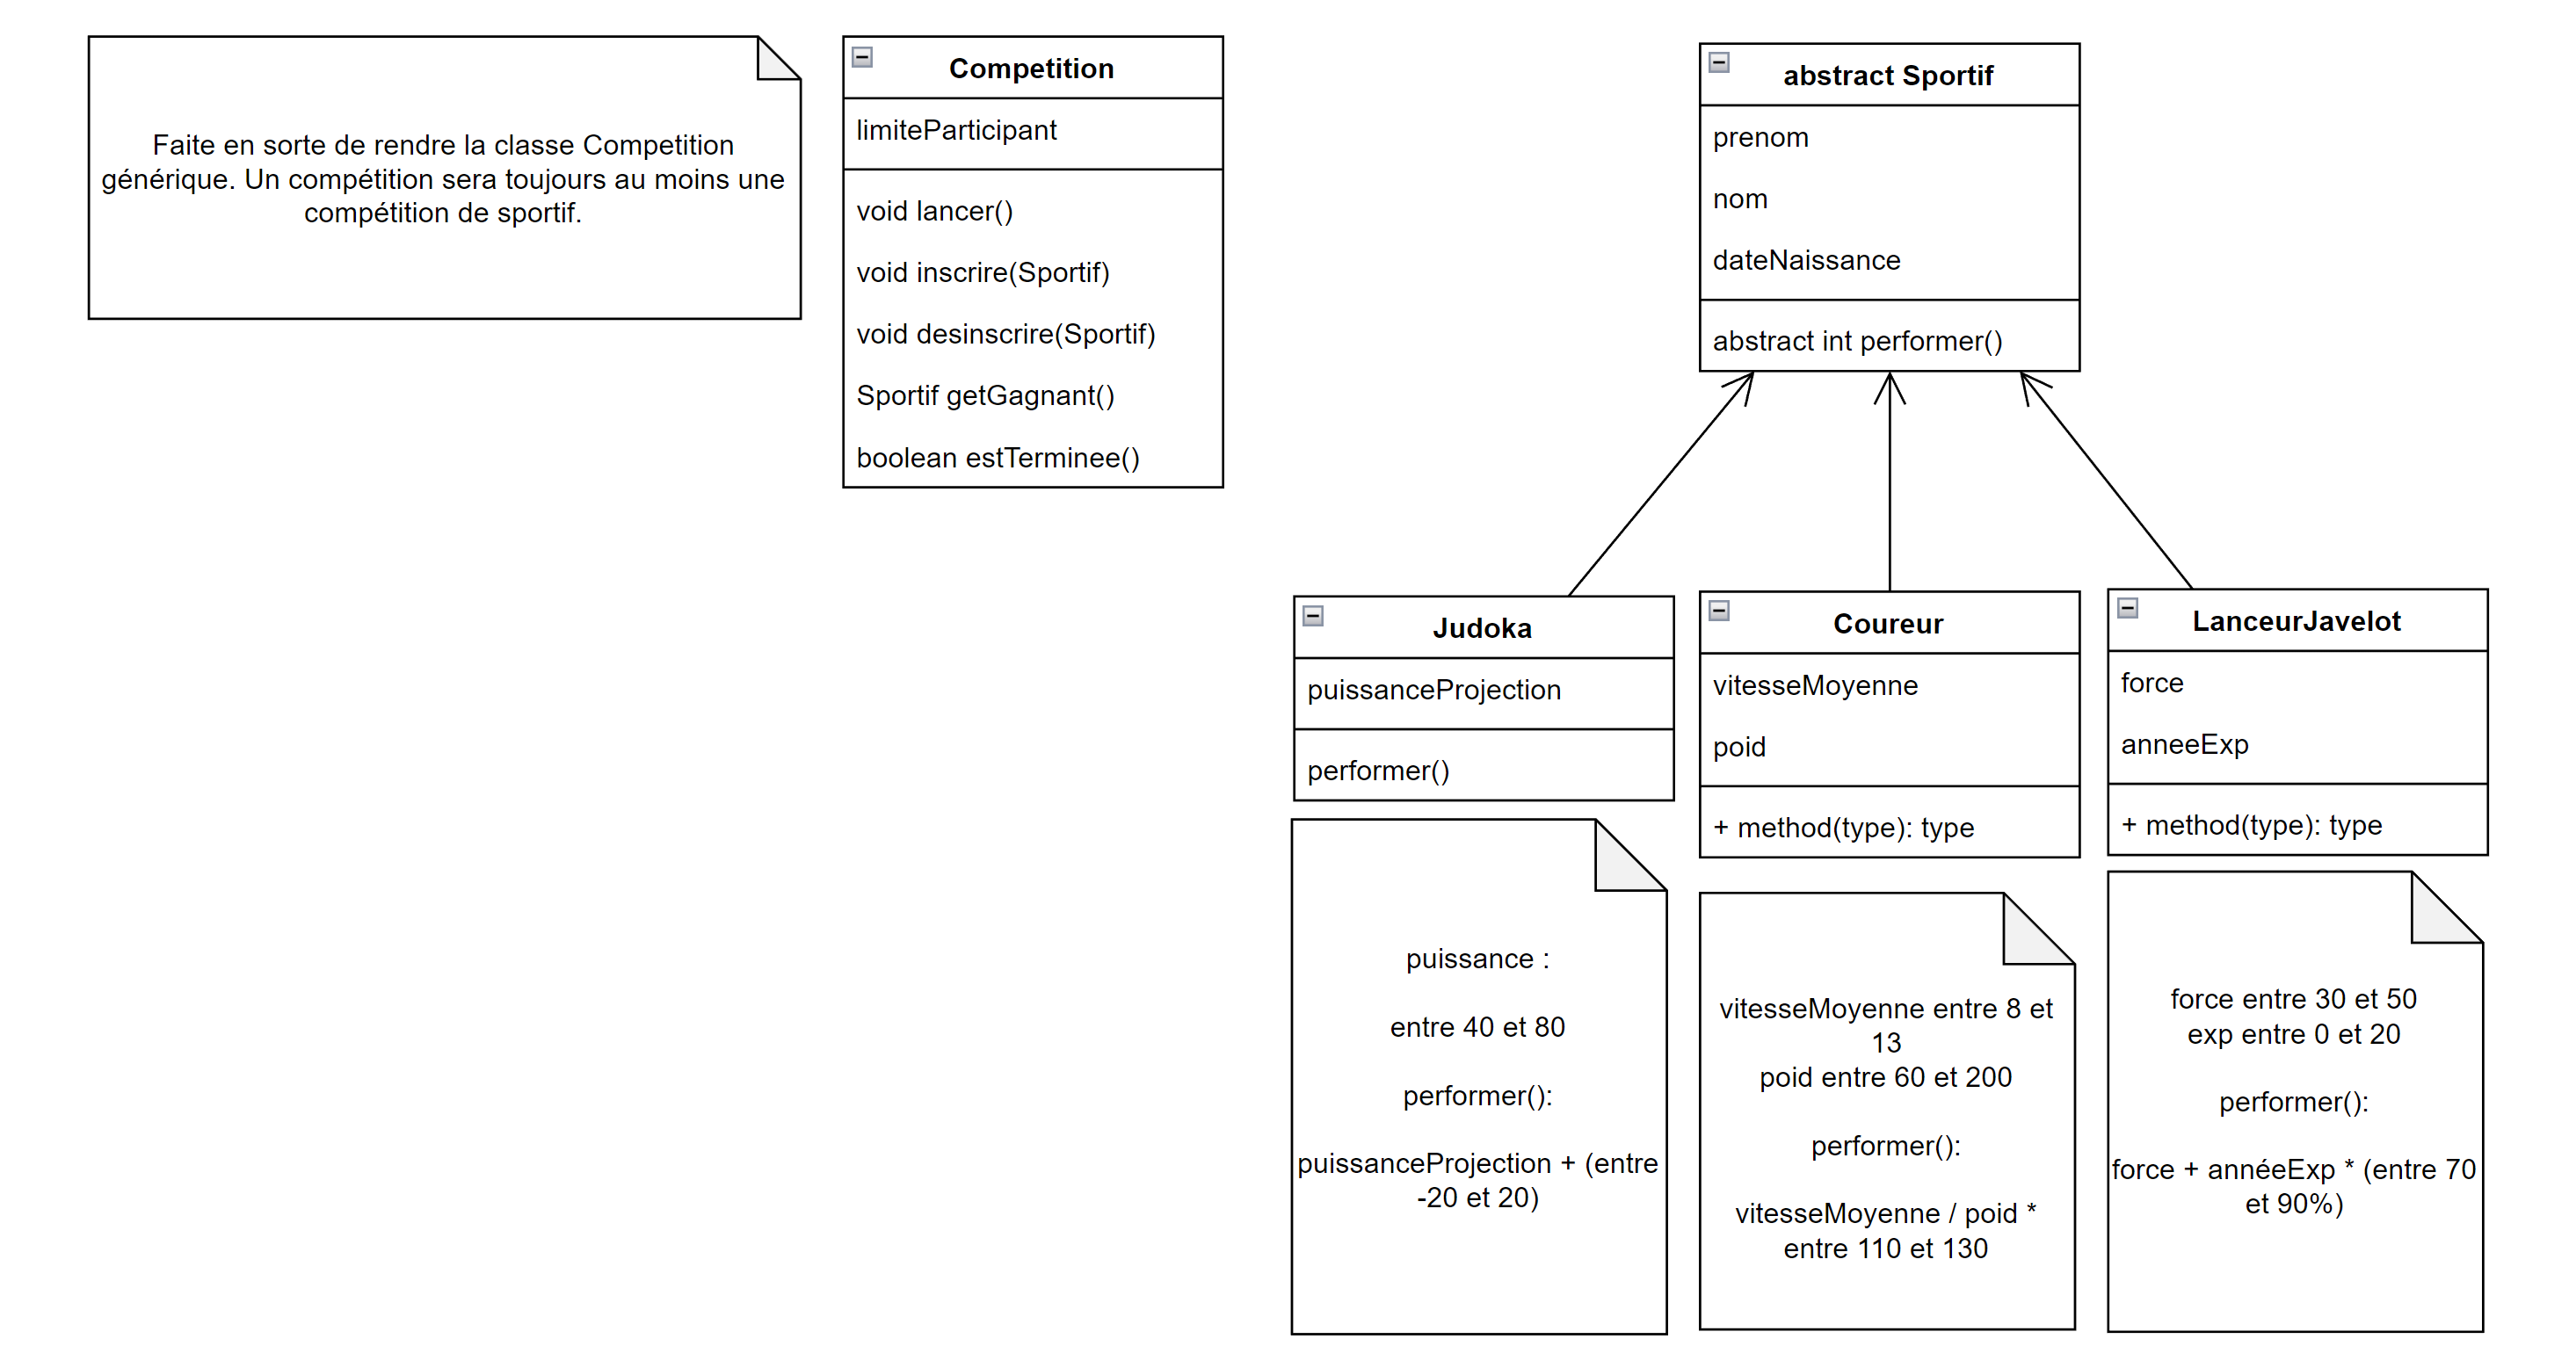 Faite en sorte de rendre la classe Competition
générique. Un compétition sera toujours au moins une
compétition de sportif.
Competition
limiteParticipant
void lancer()
void inscrire(Sportif)
void desinscrire(Sportif)
Sportif getGagnant()
boolean estTerminee()
abstract Sportif
prenom
nom
dateNaissance
abstract int performer()
Judoka
puissanceProjection
performer()
puissance :
entre 40 et 80
performer():
puissanceProjection + (entre
-20 et 20)
Coureur
vitesseMoyenne
poid
+ method(type): type
vitesseMoyenne entre 8 et
13
poid entre 60 et 200
performer():
vitesseMoyenne / poid *
entre 110 et 130
LanceurJavelot
force
anneeExp
+ method(type): type
force entre 30 et 50
exp entre 0 et 20
performer():
force + annéeExp * (entre 70
et 90%)